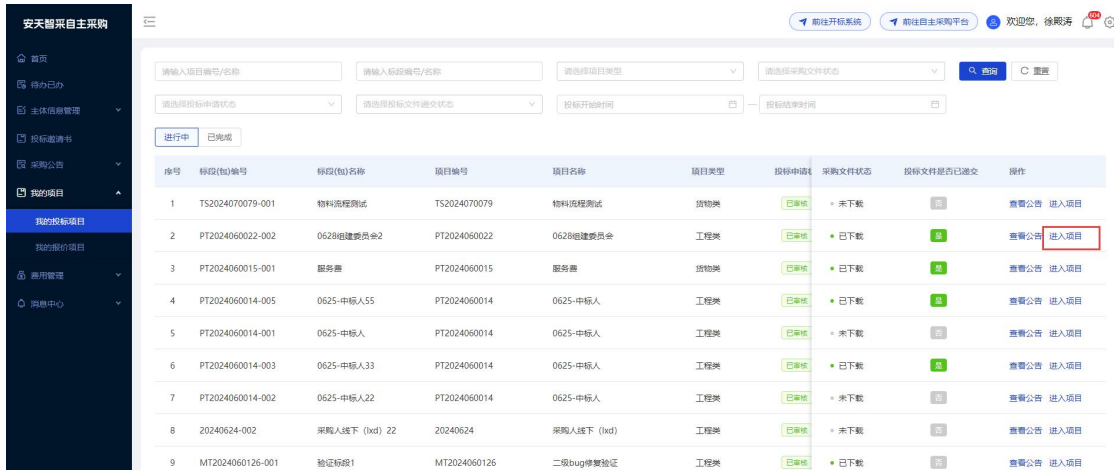 安天智采自主采购
前往开标系统 前往自主采购平台 欢迎您，徐殿涛 604
首页
待办已办
主体信息管理
投标邀请书
采购公告
我的项目
我的投标项目
我的报价项目
费用管理
消息中心
请输入项目编号/名称 请输入标段编号/名称 请选择项目类型 请选择采购文件状态 查询 重置
请选择投标申请状态 请选择投标文件递交状态 投标开始时间 — 投标结束时间
进行中 已完成
序号 标段(包)编号 标段(包)名称 项目编号 项目名称 项目类型 投标申请 采购文件状态 投标文件是否已递交 操作
1 TS2024070079-001 物料流程测试 TS2024070079 物料流程测试 货物类 已审核 未下载 否 查看公告 进入项目
2 PT2024060022-002 0628组建委员会2 PT2024060022 0628组建委员会 工程类 已审核 已下载 是 查看公告 进入项目
3 PT2024060015-001 服务费 PT2024060015 服务费 货物类 已审核 已下载 是 查看公告 进入项目
4 PT2024060014-005 0625-中标人55 PT2024060014 0625-中标人 工程类 已审核 已下载 是 查看公告 进入项目
5 PT2024060014-001 0625-中标人 PT2024060014 0625-中标人 工程类 已审核 未下载 否 查看公告 进入项目
6 PT2024060014-003 0625-中标人33 PT2024060014 0625-中标人 工程类 已审核 已下载 是 查看公告 进入项目
7 PT2024060014-002 0625-中标人22 PT2024060014 0625-中标人 工程类 已审核 未下载 否 查看公告 进入项目
8 20240624-002 采购人线下（lxd）22 20240624 采购人线下（lxd） 工程类 已审核 未下载 否 查看公告 进入项目
9 MT2024060126-001 验证标段1 MT2024060126 二级bug修复验证 工程类 已审核 已下载 否 查看公告 进入项目